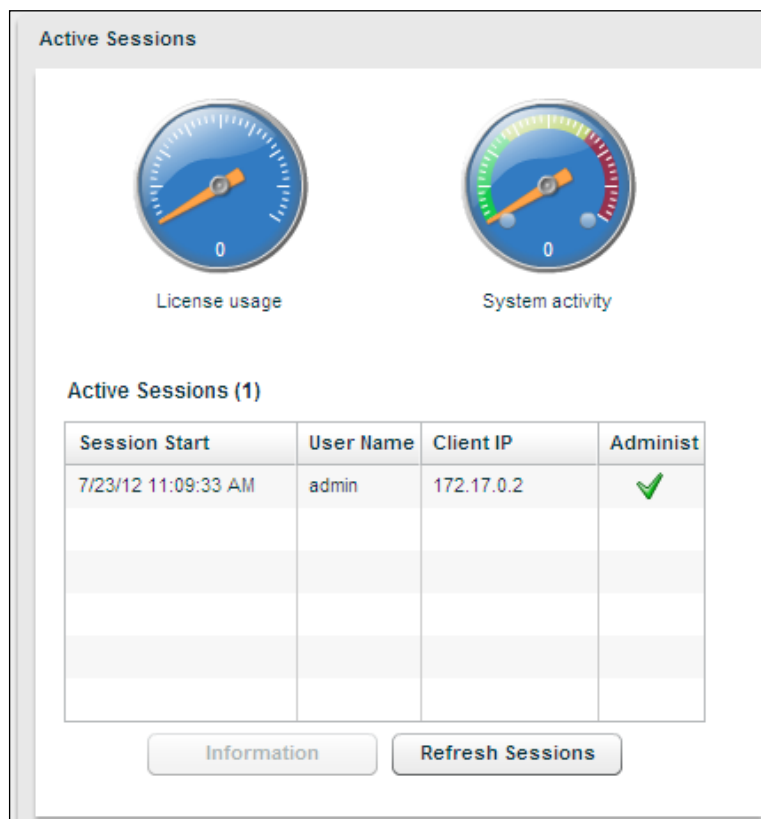 Active Sessions
0
0
License usage
System activity
Active Sessions (1)
Session Start User Name Client IP Administ
7/23/12 11:09:33 AM admin 172.17.0.2
Information
Refresh Sessions